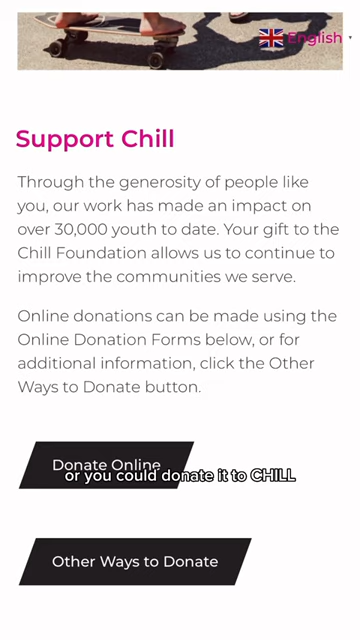 English
Support Chill
Through the generosity of people like
you, our work has made an impact on
over 30,000 youth to date. Your gift to the
Chill Foundation allows us to continue to
improve the communities we serve.
Online donations can be made using the
Online Donation Forms below, or for
additional information, click the Other
Ways to Donate button.
Donate Online
or you could donate it to CHILL
Other Ways to Donate